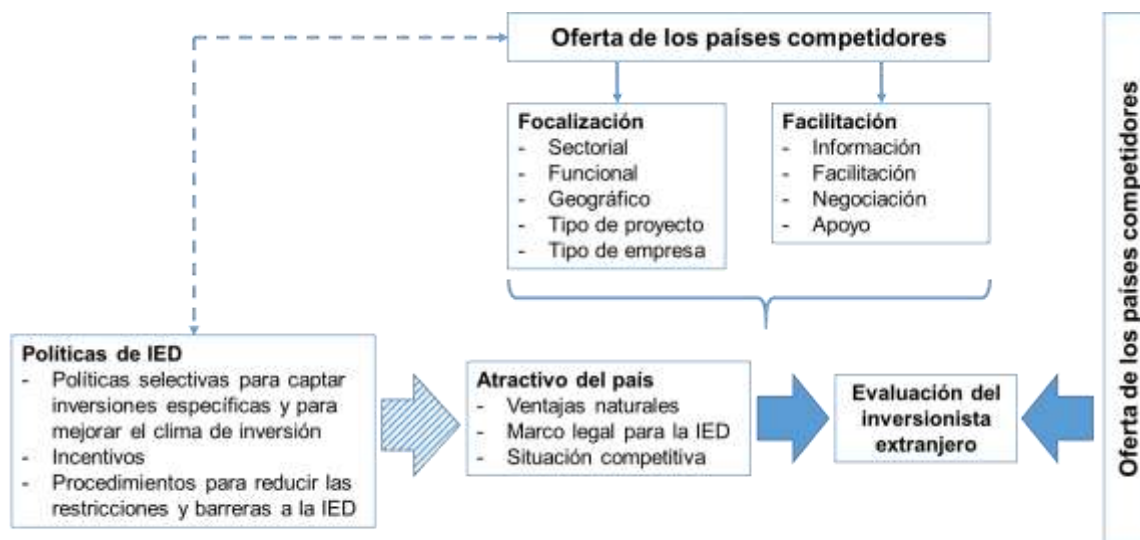 Oferta de los países competidores
Focalización
- Sectorial
- Funcional
- Geográfico
- Tipo de proyecto
- Tipo de empresa
Facilitación
- Información
- Facilitación
- Negociación
- Apoyo
Políticas de IED
- Políticas selectivas para captar
inversiones específicas y para
mejorar el clima de inversión
- Incentivos
- Procedimientos para reducir las
restricciones y barreras a la IED
Atractivo del país
- Ventajas naturales
- Marco legal para la IED
- Situación competitiva
Evaluación del
inversionista
extranjero
Oferta de los países competidores